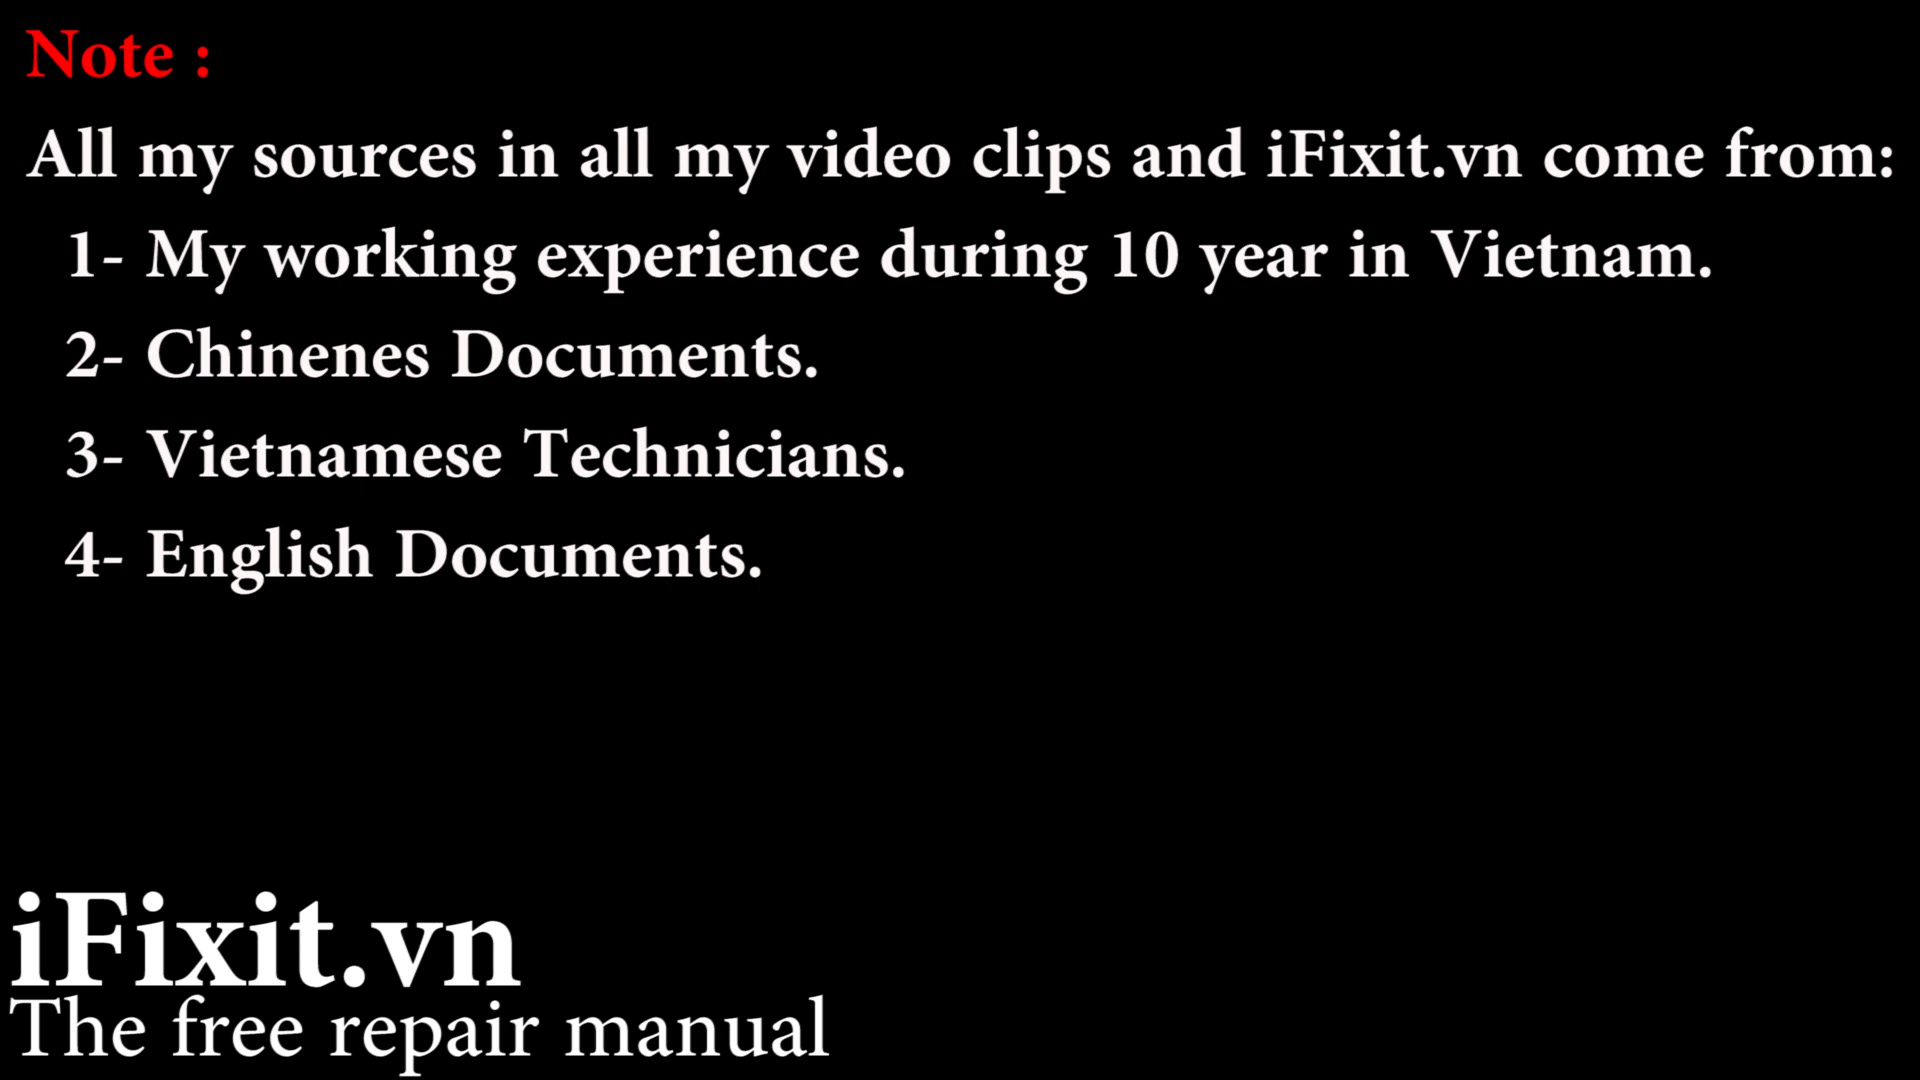 Note :
All my sources in all my video clips and iFixit.vn come from:
1- My working experience during 10 year in Vietnam.
2- Chinenes Documents.
3- Vietnamese Technicians.
4- English Documents.
iFixit.vn
The free repair manual